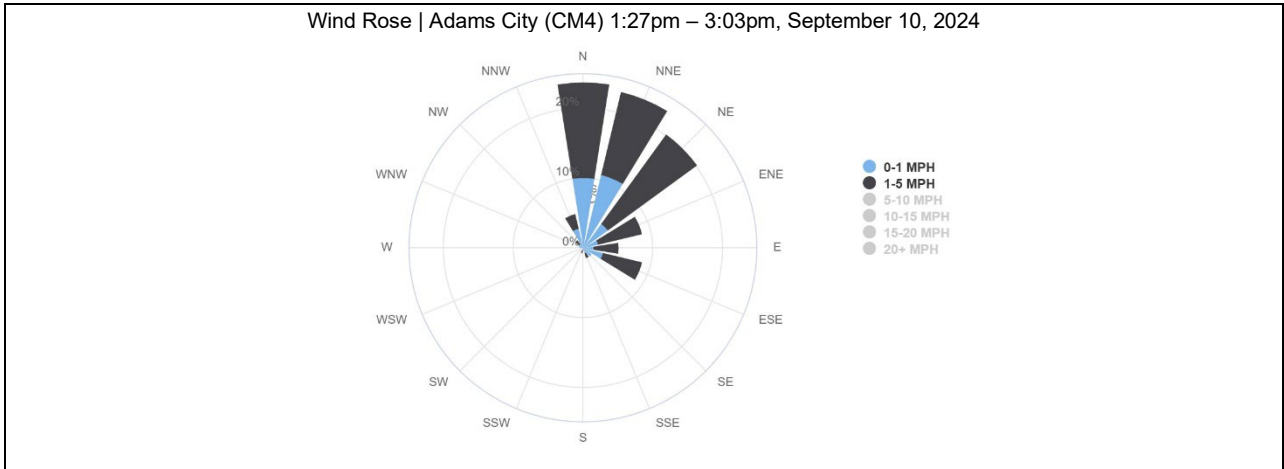 Wind Rose | Adams City (CM4) 1:27pm – 3:03pm, September 10, 2024
N
NNW
NNE
20%
NW
NE
10%
WNW
ENE
0-1 MPH
1-5 MPH
5-10 MPH
10-15 MPH
15-20 MPH
20+ MPH
0%
W
E
WSW
ESE
SW
SE
SSW
SSE
S